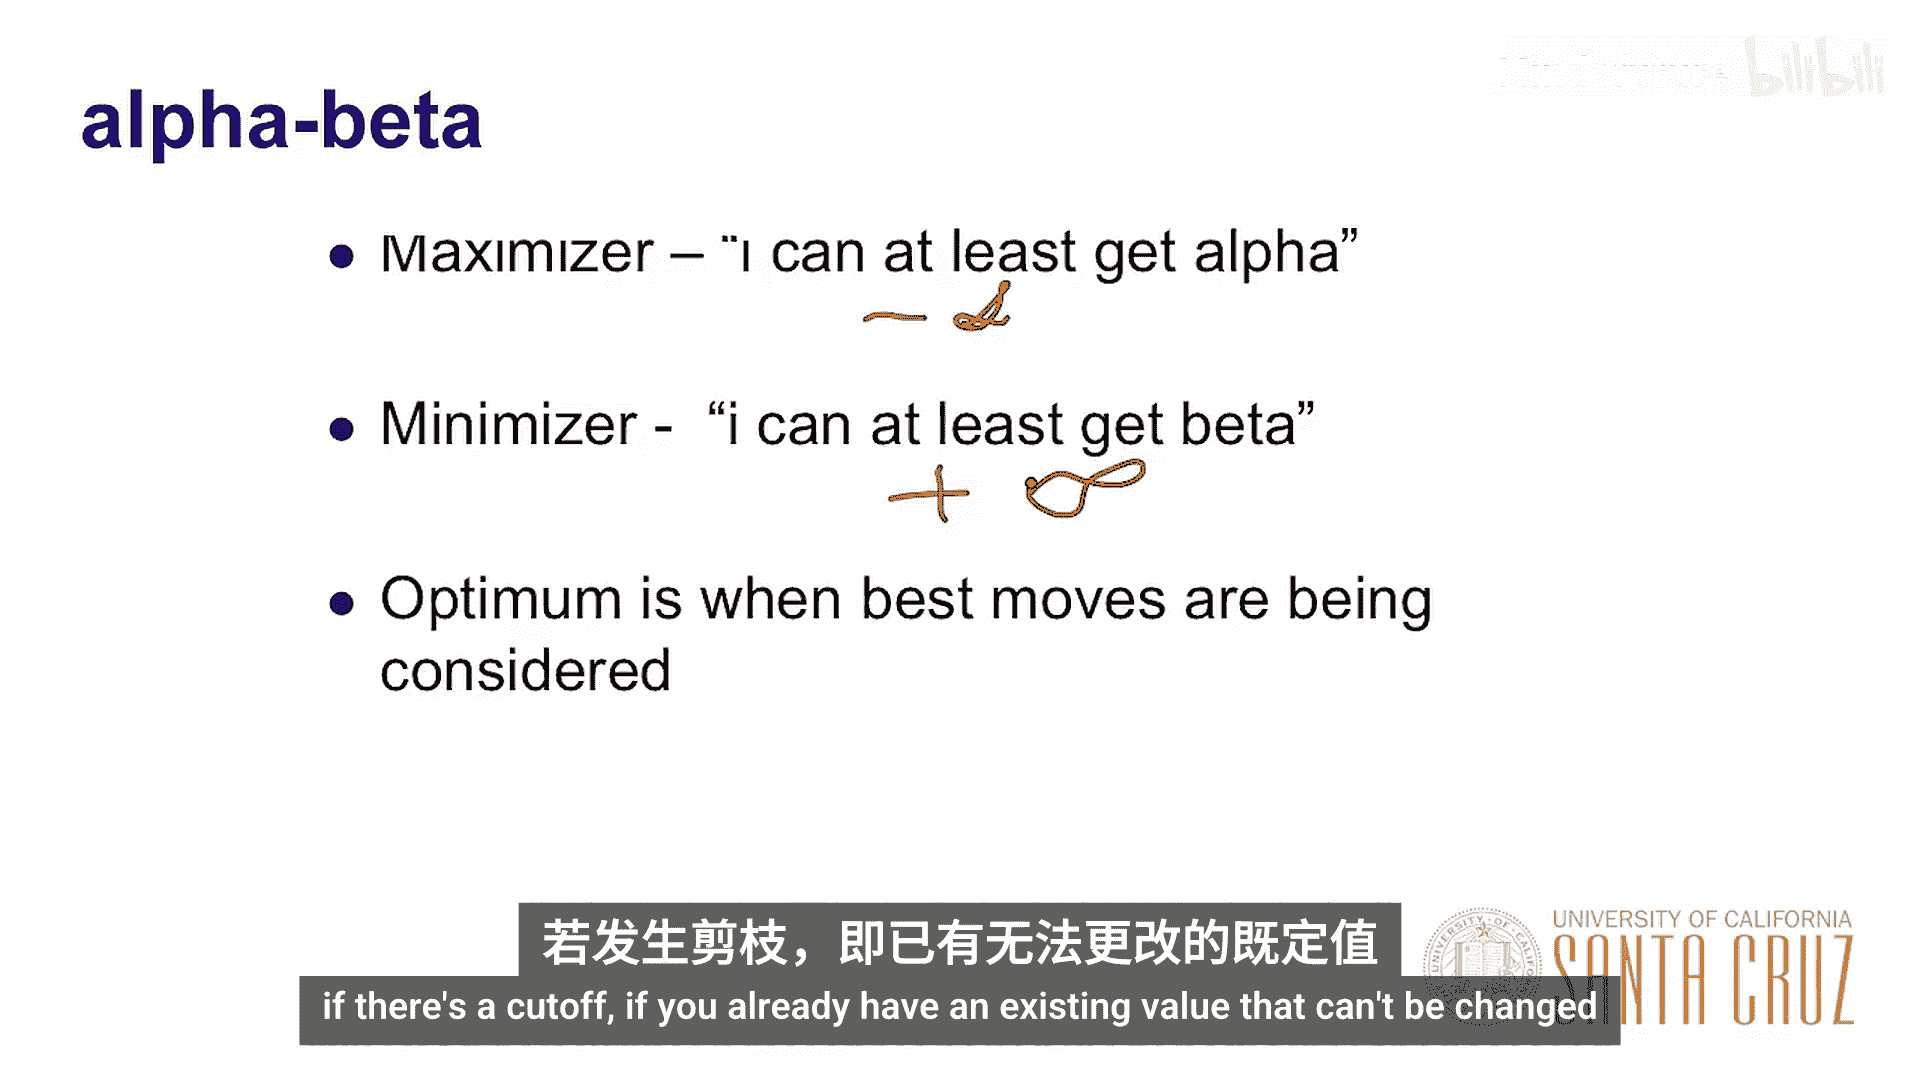 bilibili
alpha-beta
● Maximizer – “i can at least get alpha”
− ∞
● Minimizer - “i can at least get beta”
+ ∞
● Optimum is when best moves are being
considered
若发生剪枝，即已有无法更改的既定值
if there's a cutoff, if you already have an existing value that can't be changed
UNIVERSITY OF CALIFORNIA
SANTA CRUZ